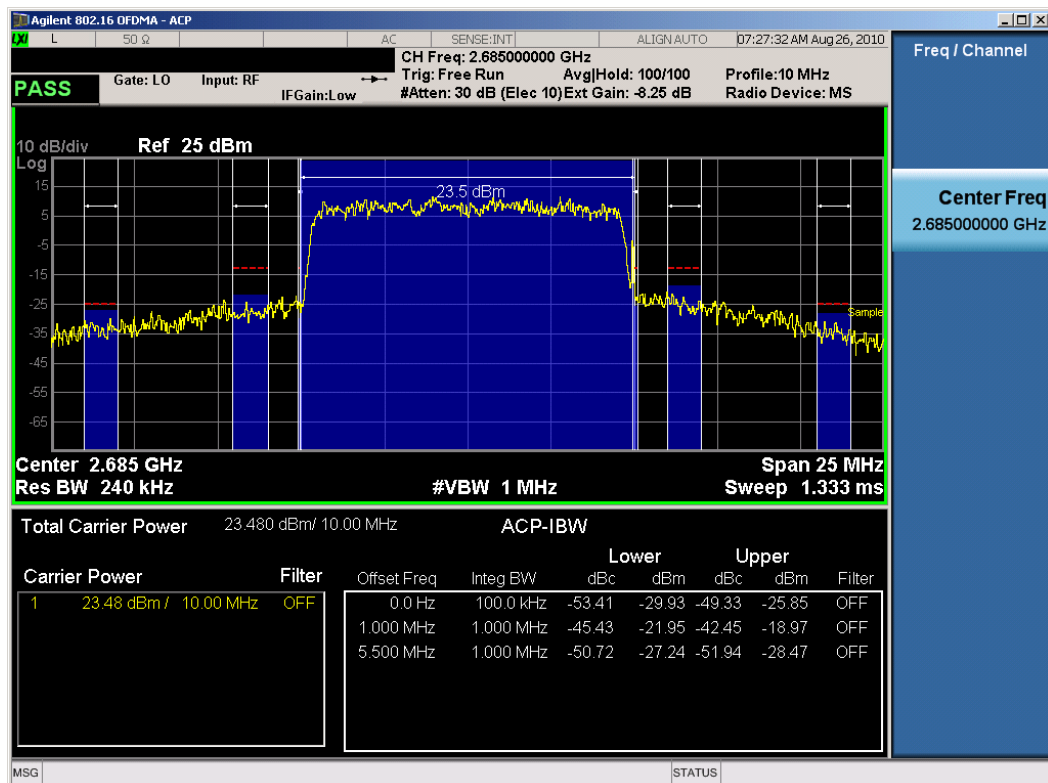 Agilent 802.16 OFDMA - ACP
LXI L 50 Ω AC SENSE:INT ALIGN AUTO 07:27:32 AM Aug 26, 2010
CH Freq: 2.685000000 GHz
PASS Gate: LO Input: RF Trig: Free Run Avg|Hold: 100/100 Profile:10 MHz
IFGain:Low #Atten: 30 dB (Elec 10) Ext Gain: -8.25 dB Radio Device: MS
Freq / Channel
Center Freq
2.685000000 GHz
10 dB/div Ref 25 dBm
Log
15
5
-5
-15
-25
-35
-45
-55
-65
23.5 dBm
Sample
Center 2.685 GHz Span 25 MHz
Res BW 240 kHz #VBW 1 MHz Sweep 1.333 ms
Total Carrier Power 23.480 dBm/ 10.00 MHz ACP-IBW
Lower Upper
Carrier Power Filter Offset Freq Integ BW dBc dBm dBc dBm Filter
1 23.48 dBm / 10.00 MHz OFF 0.0 Hz 100.0 kHz -53.41 -29.93 -49.33 -25.85 OFF
1.000 MHz 1.000 MHz -45.43 -21.95 -42.45 -18.97 OFF
5.500 MHz 1.000 MHz -50.72 -27.24 -51.94 -28.47 OFF
MSG STATUS